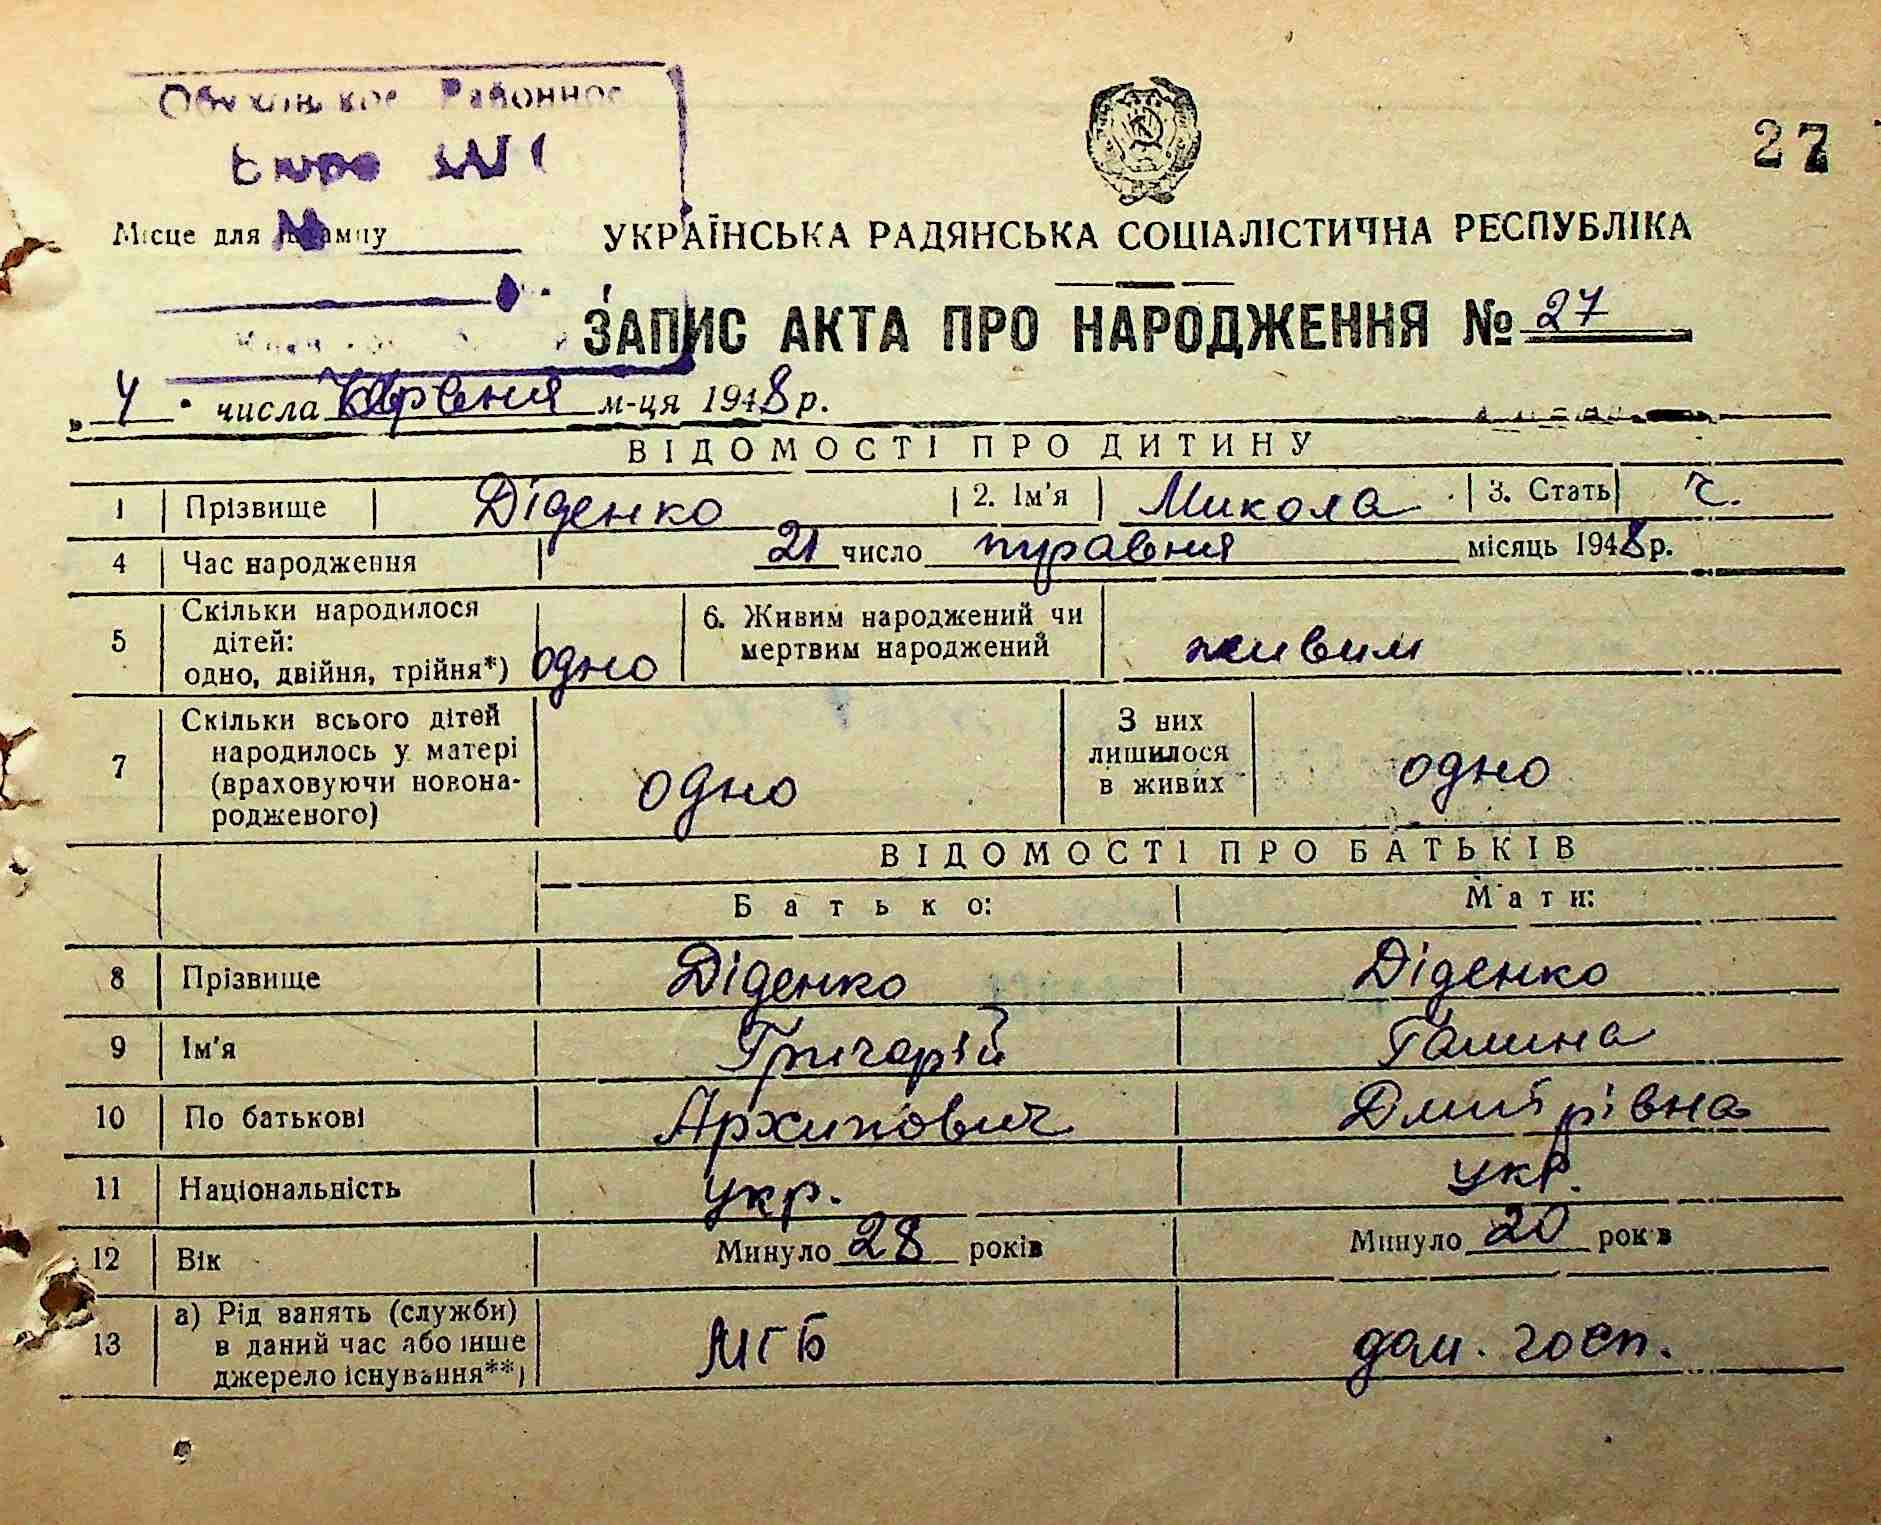 Районное
Бюро
27
Місце для штампу
УКРАЇНСЬКА РАДЯНСЬКА СОЦІАЛІСТИЧНА РЕСПУБЛІКА
ЗАПИС АКТА ПРО НАРОДЖЕННЯ № 27
„ 4 " числа Червня м-ця 1948 р.
ВІДОМОСТІ ПРО ДИТИНУ
1 Прізвище Діденко 2. Ім'я Микола 3. Стать ч.
4 Час народження 21 число травня місяць 1948 р.
5 Скільки народилося дітей: одно, двійня, трійня*) одно 6. Живим народжений чи мертвим народжений живим
7 Скільки всього дітей народилось у матері (враховуючи новона-родженого) одно З них лишилося в живих одно
ВІДОМОСТІ ПРО БАТЬКІВ
Батько: Мати:
8 Прізвище Діденко Діденко
9 Ім'я Григорій Галина
10 По батькові Архипович Дмитрівна
11 Національність укр. укр.
12 Вік Минуло 28 років Минуло 20 років
13 а) Рід занять (служби) в даний час або інше джерело існування**) МГБ дом. госп.